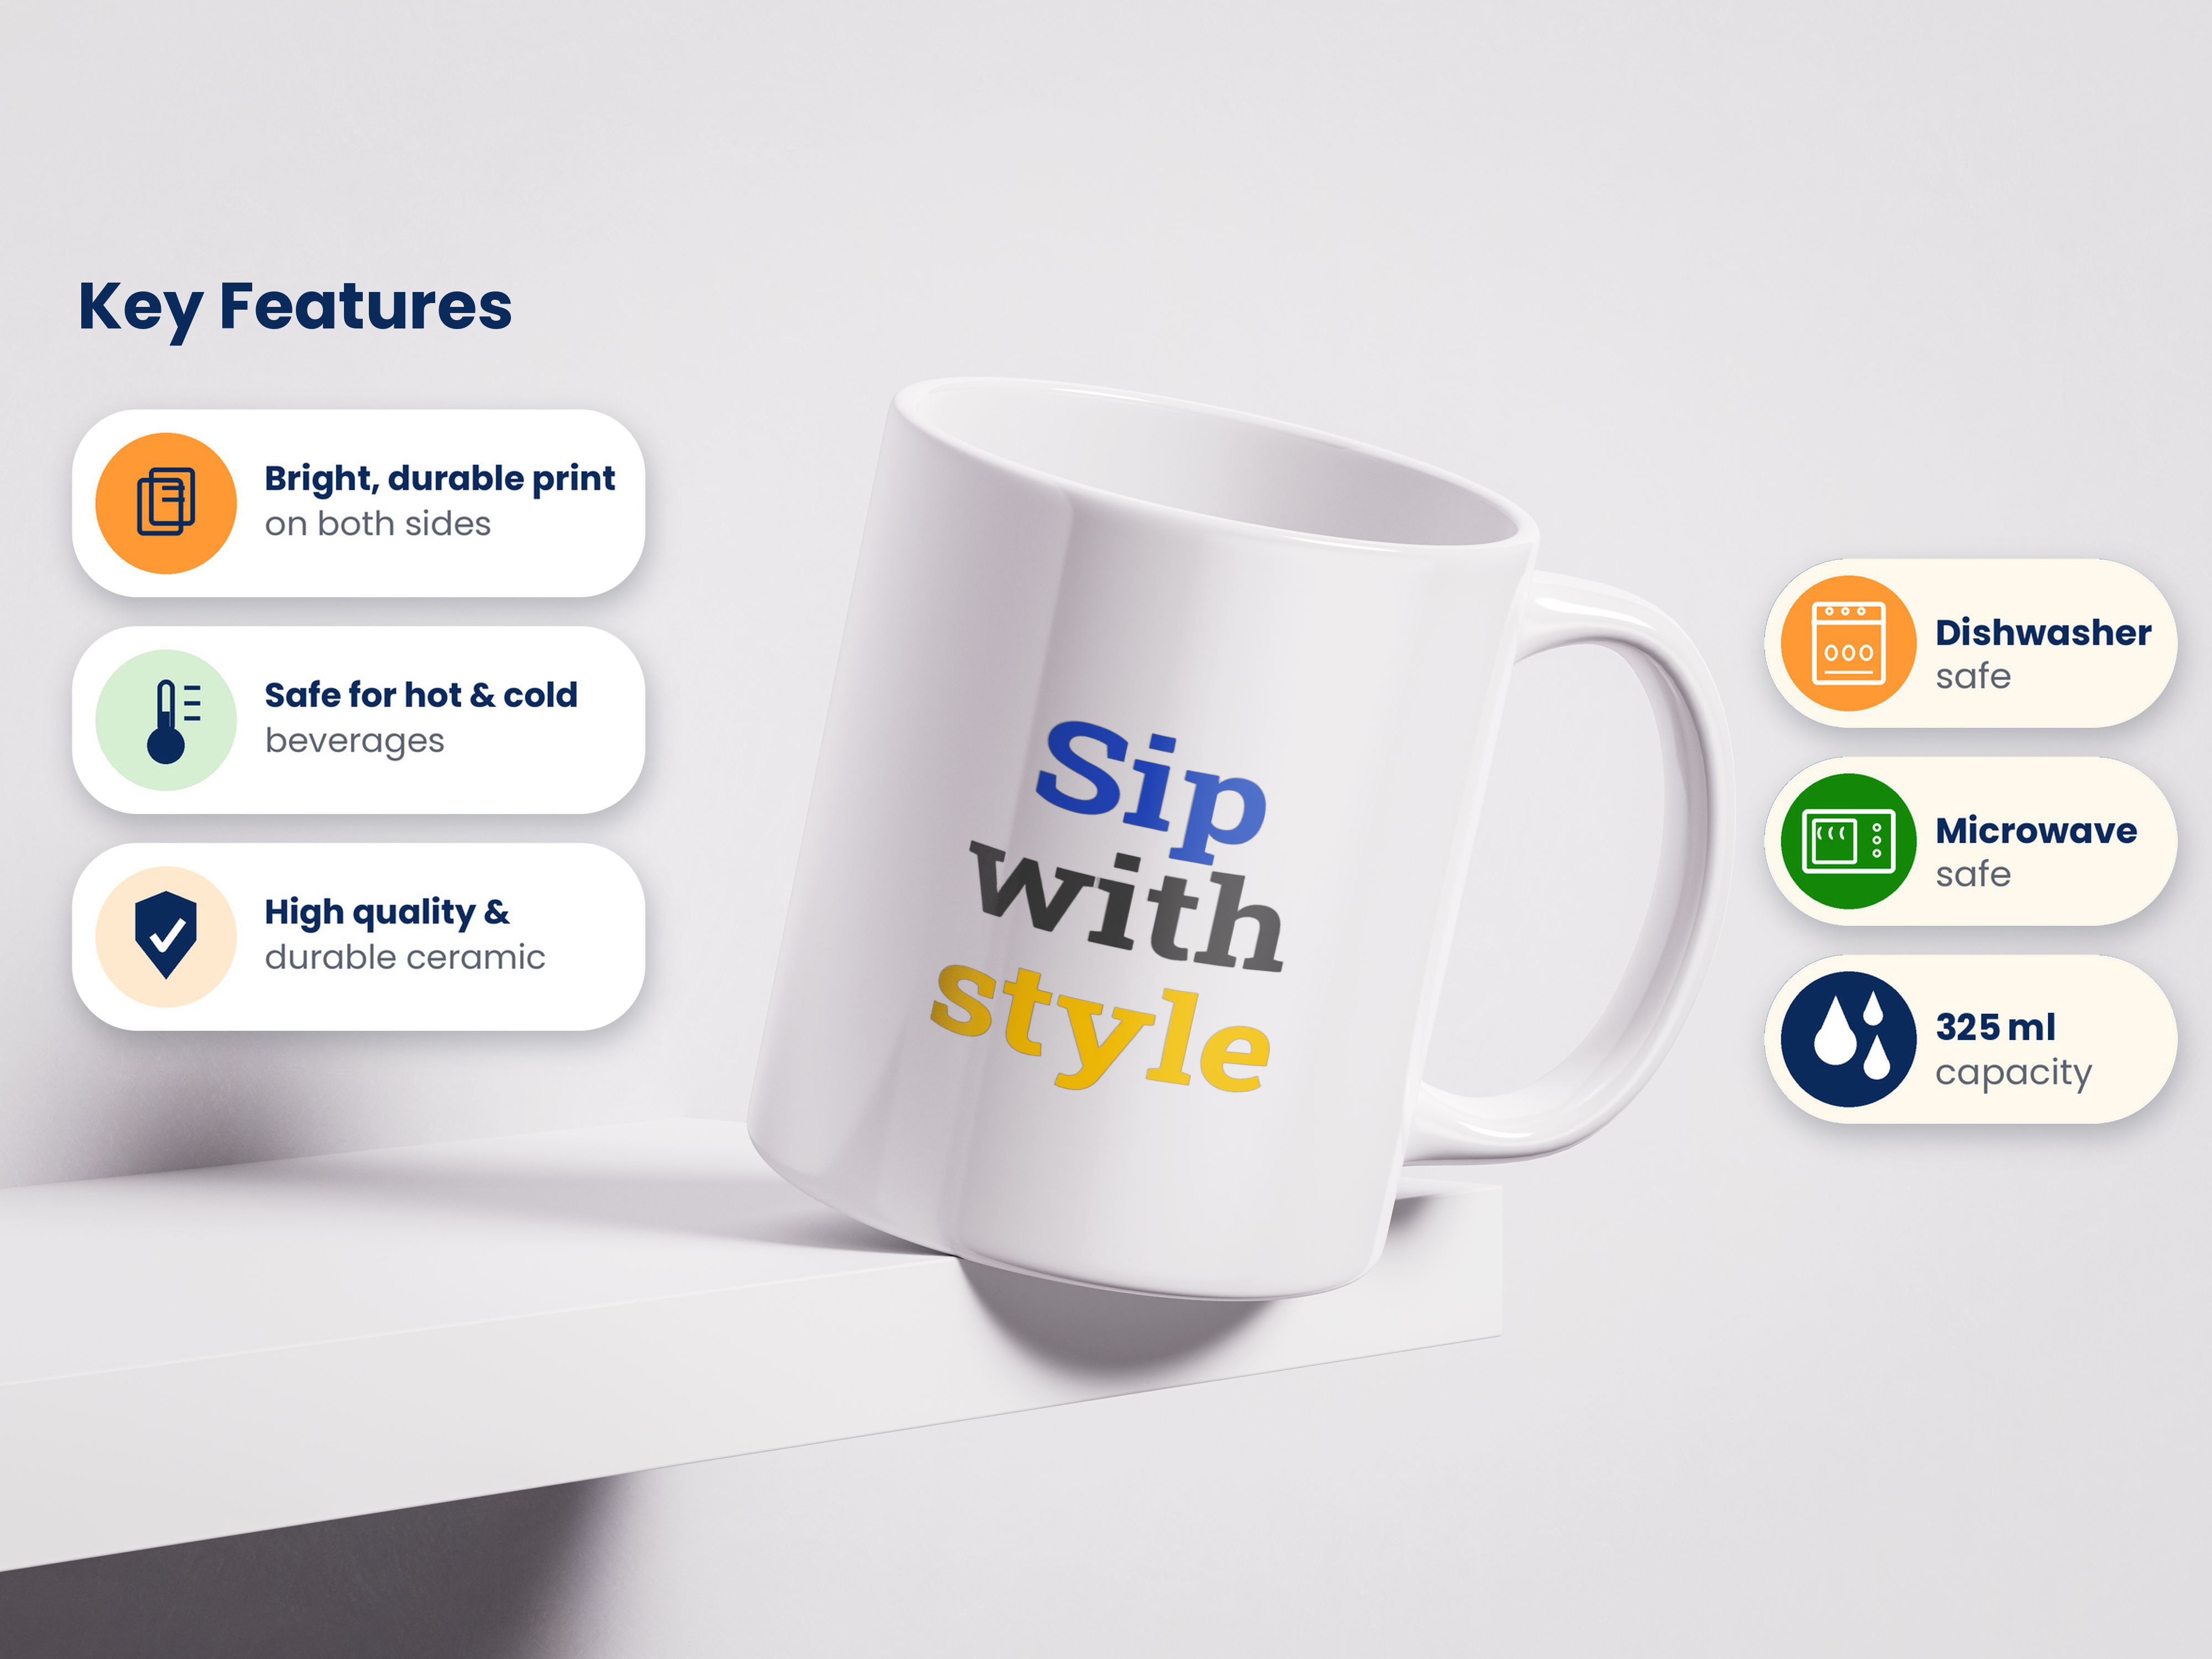 Key Features
Bright, durable print
on both sides
Safe for hot & cold
beverages
High quality &
durable ceramic
Sip
with
style
Dishwasher
safe
Microwave
safe
325 ml
capacity